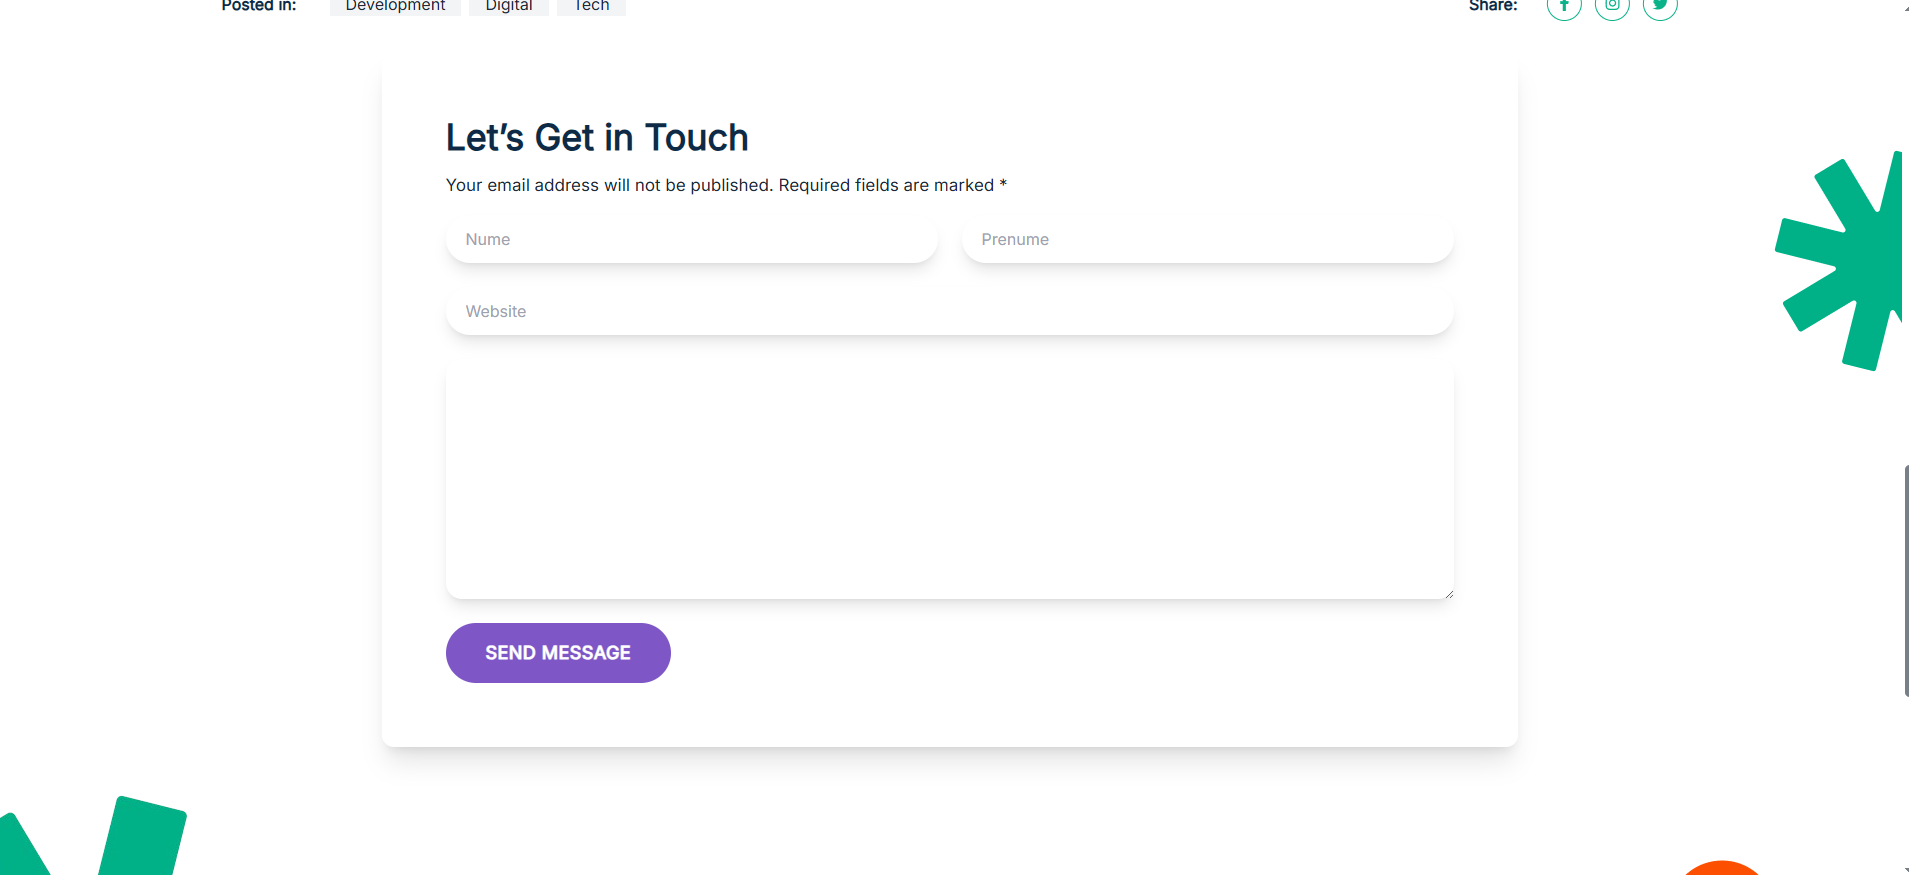 Posted in: Development Digital Tech Share:
Let's Get in Touch
Your email address will not be published. Required fields are marked *
Nume Prenume
Website
SEND MESSAGE